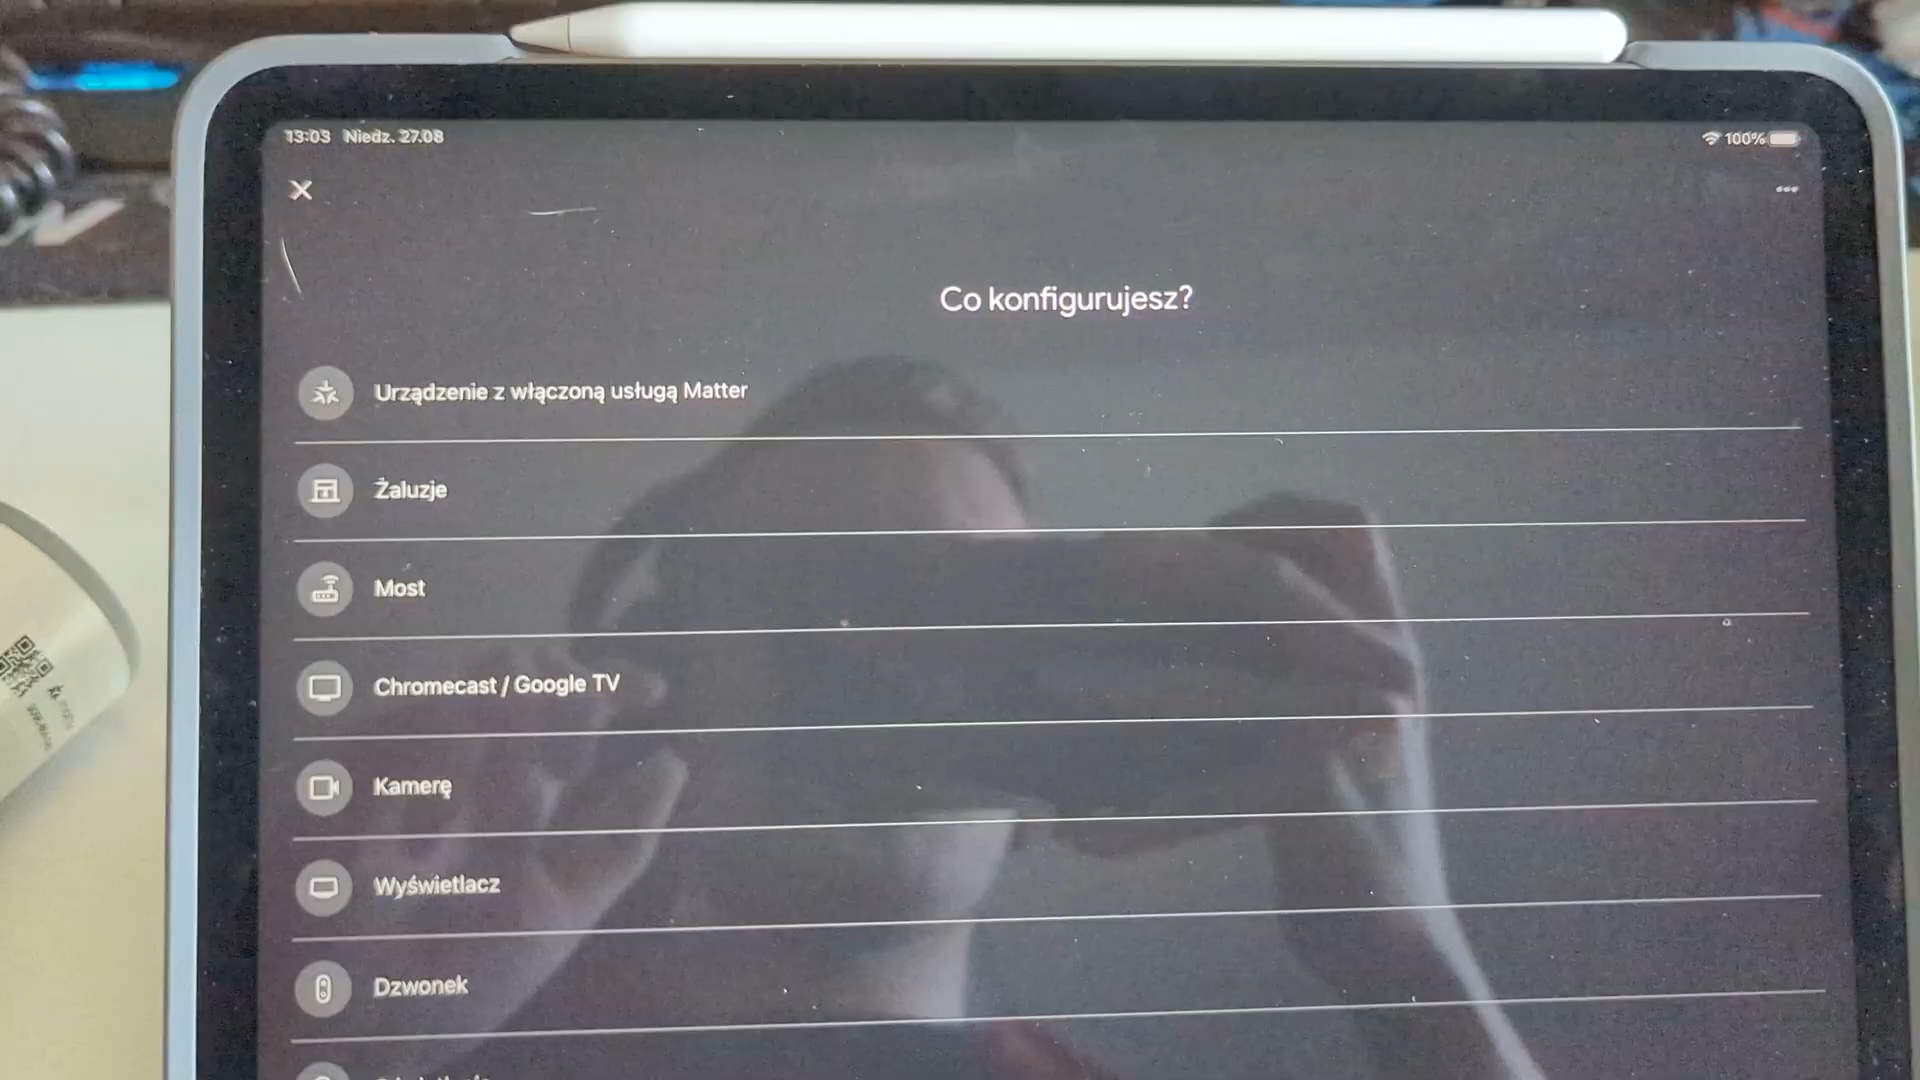 13:03 Niedz. 27.08
100%
Co konfigurujesz?
Urządzenie z włączoną usługą Matter
Żaluzje
Most
Chromecast / Google TV
Kamerę
Wyświetlacz
Dzwonek